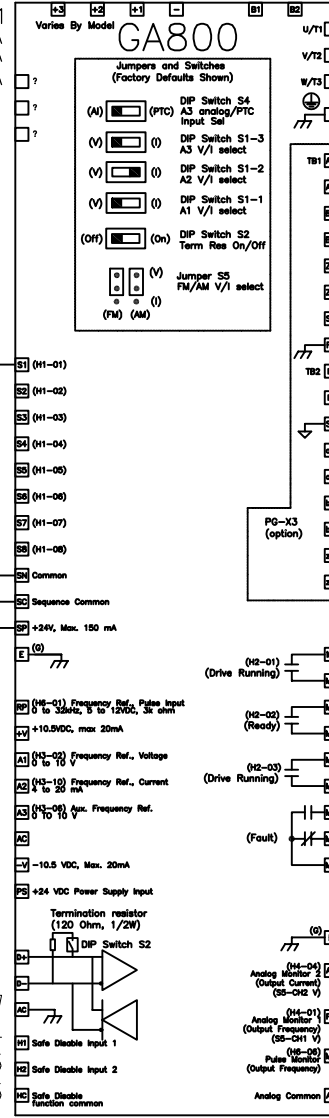 +3 +2 +1 - B1 B2
Varies By Model
GA800
U/T1
V/T2
W/T3
?
?
?
Jumpers and Switches
(Factory Defaults Shown)
(AI) (PTC) DIP Switch S4
A3 analog/PTC
Input Sel
(V) (I) DIP Switch S1-3
A3 V/I select
(V) (I) DIP Switch S1-2
A2 V/I select
(V) (I) DIP Switch S1-1
A1 V/I select
(Off) (On) DIP Switch S2
Term Res On/Off
(V) Jumper S5
FM/AM V/I select
(I)
(FM) (AM)
TB1
TB2
S1 (H1-01)
S2 (H1-02)
S3 (H1-03)
S4 (H1-04)
S5 (H1-05)
S6 (H1-06)
S7 (H1-07)
S8 (H1-08)
SN Common
SC Sequence Common
SP +24V, Max. 150 mA
E (G)
PG-X3
(option)
RP (H6-01) Frequency Ref., Pulse Input
0 to 32kHz, 5 to 12VDC, 3k ohm
+V +10.5VDC, max 20mA
A1 (H3-02) Frequency Ref., Voltage
0 to 10 V
A2 (H3-10) Frequency Ref., Current
4 to 20 mA
A3 (H3-06) Aux. Frequency Ref.
0 TO 10 V
AC
-V -10.5 VDC, Max. 20mA
PS +24 VDC Power Supply Input
(H2-01)
(Drive Running)
(H2-02)
(Ready)
(H2-03)
(Drive Running)
(Fault)
Termination resistor
(120 Ohm, 1/2W)
DIP Switch S2
D+
D-
AC
H1 Safe Disable Input 1
H2 Safe Disable Input 2
HC Safe Disable
function common
(G)
(H4-04)
Analog Monitor 2
(Output Current)
(S5-CH2 V)
(H4-01)
Analog Monitor 1
(Output Frequency)
(S5-CH1 V)
(H6-06)
Pulse Monitor
(Output Frequency)
Analog Common